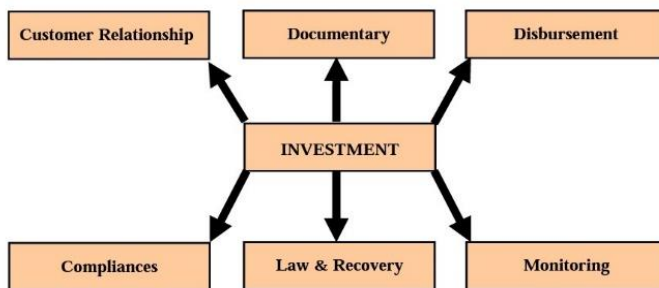 Customer Relationship
Documentary
Disbursement
INVESTMENT
Compliances
Law & Recovery
Monitoring